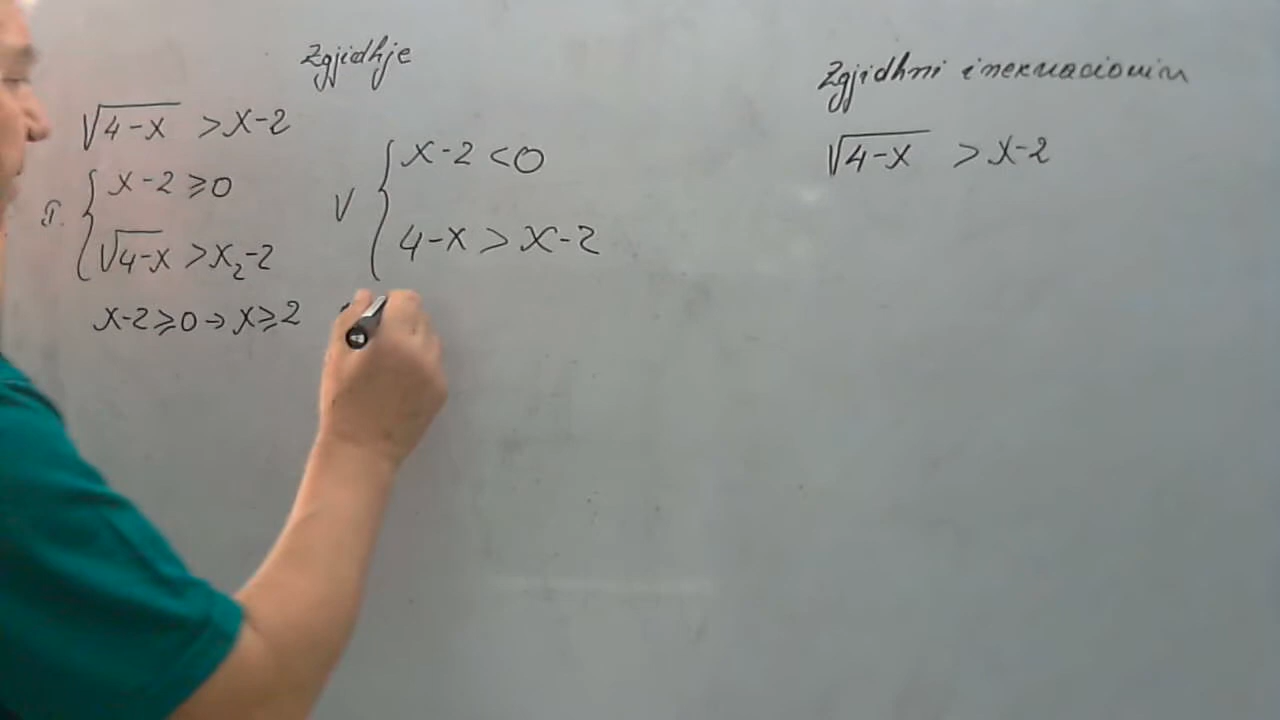 Zgjidhje
√4-x > x-2
I. { x-2 ≥ 0
√4-x > x₂-2
x-2 ≥ 0 → x ≥ 2
V { x-2 < 0
4-x > x-2
Zgjidhni inekuacionin
√4-x > x-2